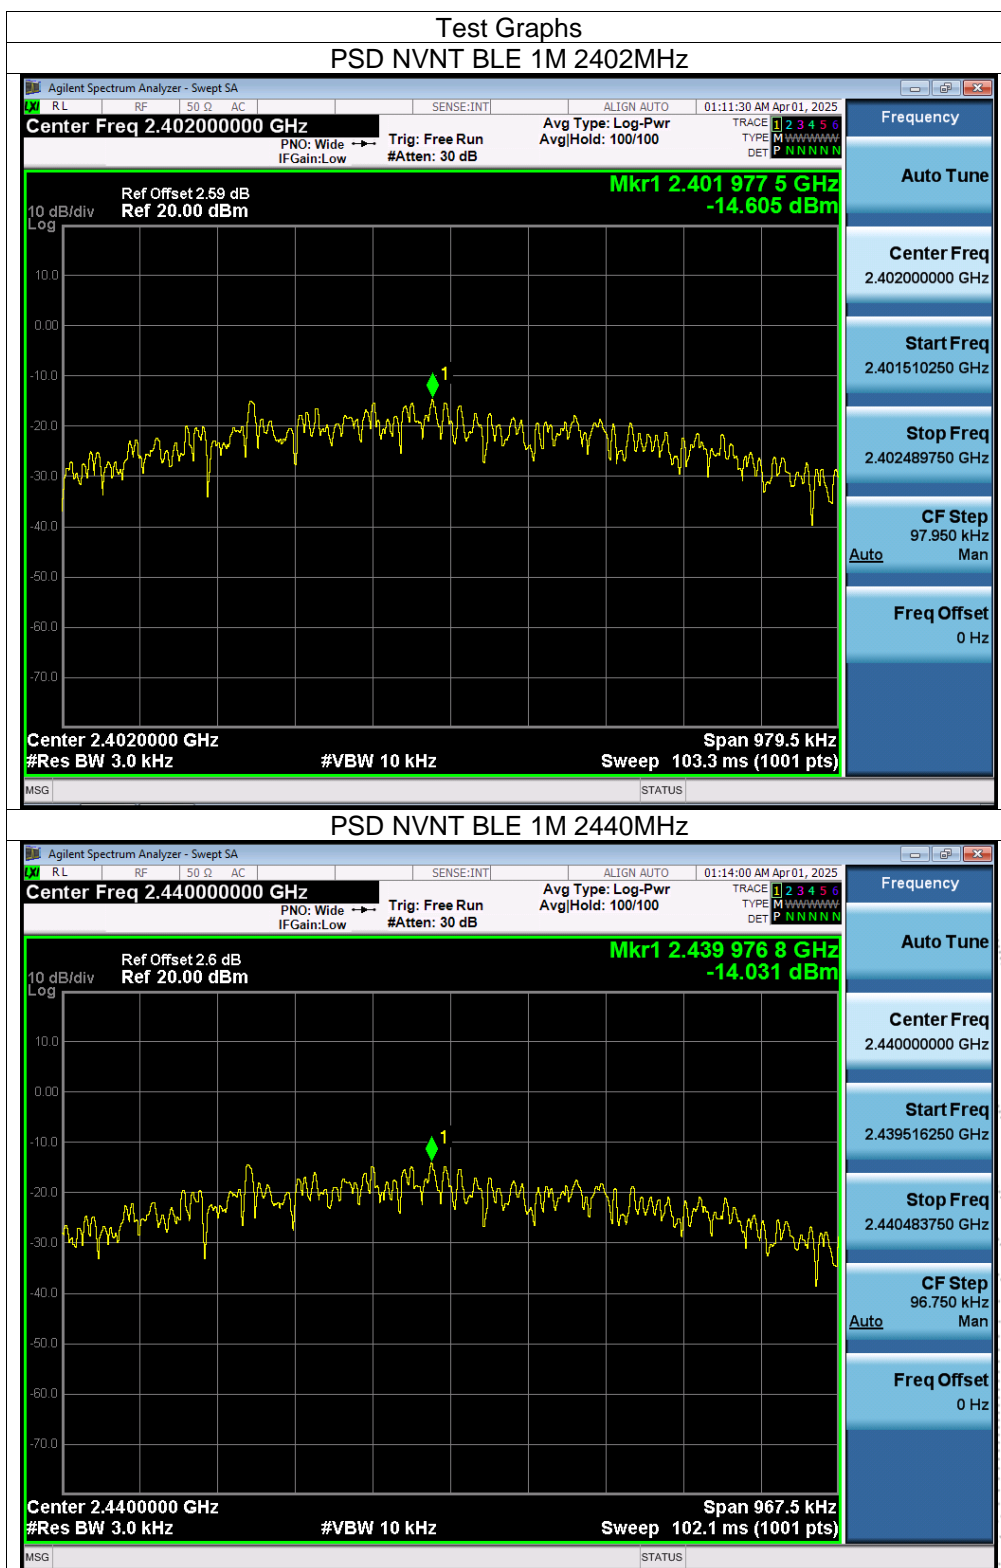 Test Graphs
PSD NVNT BLE 1M 2402MHz
Agilent Spectrum Analyzer - Swept SA
LXI RL RF 50 Ω AC SENSE:INT ALIGN AUTO 01:11:30 AM Apr 01, 2025
Center Freq 2.402000000 GHz
PNO: Wide
IFGain:Low
Trig: Free Run
#Atten: 30 dB
Avg Type: Log-Pwr
Avg|Hold: 100/100
TRACE 1 2 3 4 5 6
TYPE M WWWWW
DET P N N N N N
Ref Offset 2.59 dB
10 dB/div Ref 20.00 dBm
Log
Mkr1 2.401 977 5 GHz
-14.605 dBm
10.0
0.00
-10.0
1
-20.0
-30.0
-40.0
-50.0
-60.0
-70.0
Center 2.4020000 GHz Span 979.5 kHz
#Res BW 3.0 kHz #VBW 10 kHz Sweep 103.3 ms (1001 pts)
MSG STATUS
Frequency
Auto Tune
Center Freq
2.402000000 GHz
Start Freq
2.401510250 GHz
Stop Freq
2.402489750 GHz
CF Step
97.950 kHz
Auto Man
Freq Offset
0 Hz
PSD NVNT BLE 1M 2440MHz
Agilent Spectrum Analyzer - Swept SA
LXI RL RF 50 Ω AC SENSE:INT ALIGN AUTO 01:14:00 AM Apr 01, 2025
Center Freq 2.440000000 GHz
PNO: Wide
IFGain:Low
Trig: Free Run
#Atten: 30 dB
Avg Type: Log-Pwr
Avg|Hold: 100/100
TRACE 1 2 3 4 5 6
TYPE M WWWWW
DET P N N N N N
Ref Offset 2.6 dB
10 dB/div Ref 20.00 dBm
Log
Mkr1 2.439 976 8 GHz
-14.031 dBm
10.0
0.00
-10.0
1
-20.0
-30.0
-40.0
-50.0
-60.0
-70.0
Center 2.4400000 GHz Span 967.5 kHz
#Res BW 3.0 kHz #VBW 10 kHz Sweep 102.1 ms (1001 pts)
MSG STATUS
Frequency
Auto Tune
Center Freq
2.440000000 GHz
Start Freq
2.439516250 GHz
Stop Freq
2.440483750 GHz
CF Step
96.750 kHz
Auto Man
Freq Offset
0 Hz